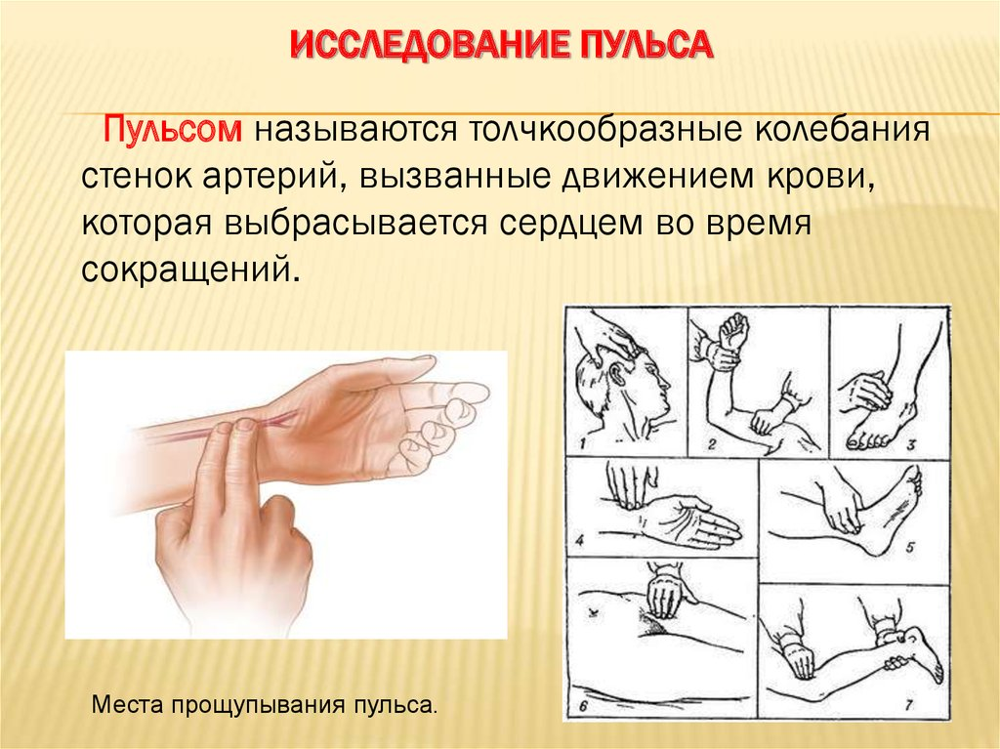 ИССЛЕДОВАНИЕ ПУЛЬСА
Пульсом называются толчкообразные колебания
стенок артерий, вызванные движением крови,
которая выбрасывается сердцем во время
сокращений.
1
2
3
4
5
6
7
Места прощупывания пульса.